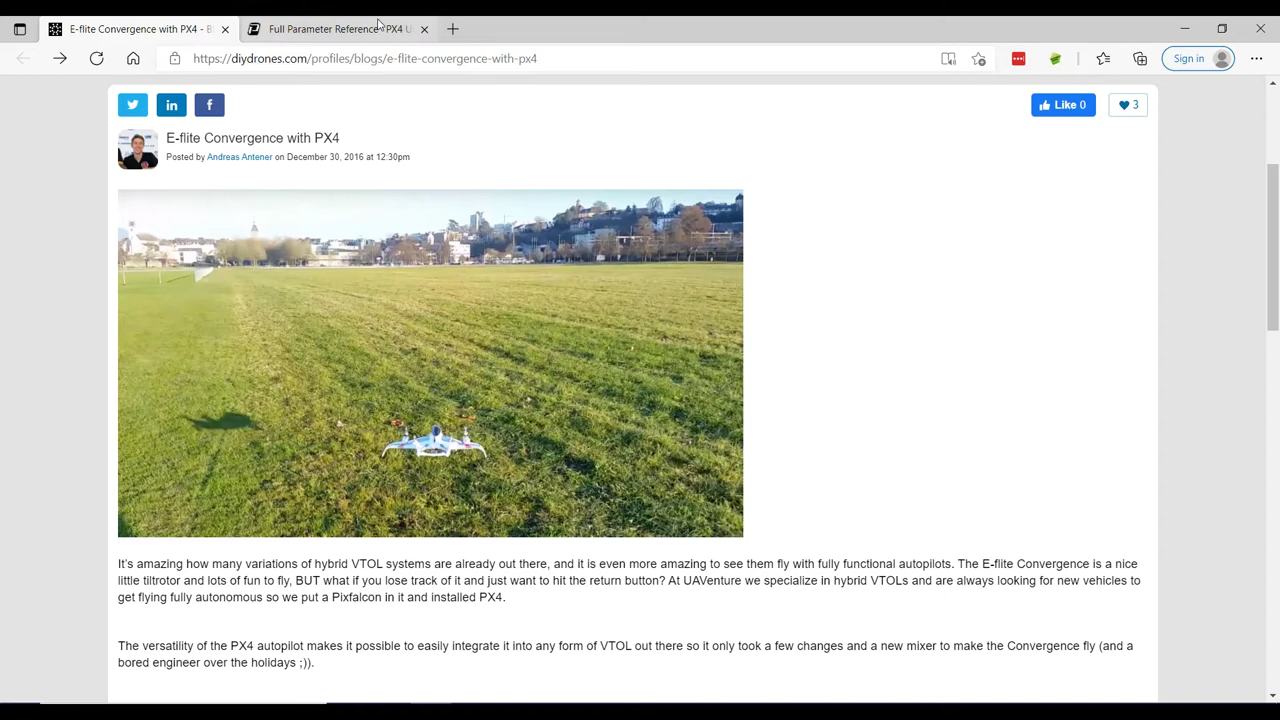 E-flite Convergence with PX4 - B
Full Parameter Reference PX4 U
https://diydrones.com/profiles/blogs/e-flite-convergence-with-px4
Sign in
Like 0
3
E-flite Convergence with PX4
Posted by Andreas Antener on December 30, 2016 at 12:30pm
It's amazing how many variations of hybrid VTOL systems are already out there, and it is even more amazing to see them fly with fully functional autopilots. The E-flite Convergence is a nice
little tiltrotor and lots of fun to fly, BUT what if you lose track of it and just want to hit the return button? At UAVenture we specialize in hybrid VTOLs and are always looking for new vehicles to
get flying fully autonomous so we put a Pixfalcon in it and installed PX4.
The versatility of the PX4 autopilot makes it possible to easily integrate it into any form of VTOL out there so it only took a few changes and a new mixer to make the Convergence fly (and a
bored engineer over the holidays ;)).